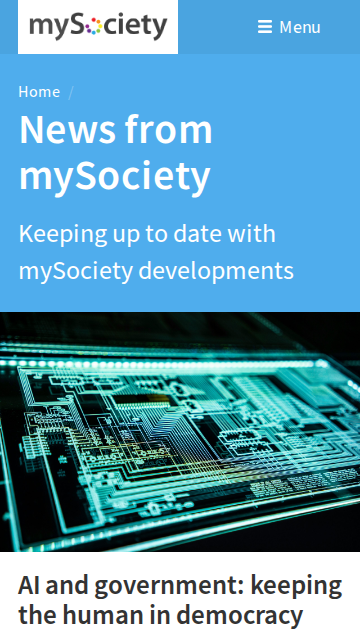 mySociety
Menu
Home /
News from
mySociety
Keeping up to date with
mySociety developments
AI and government: keeping
the human in democracy